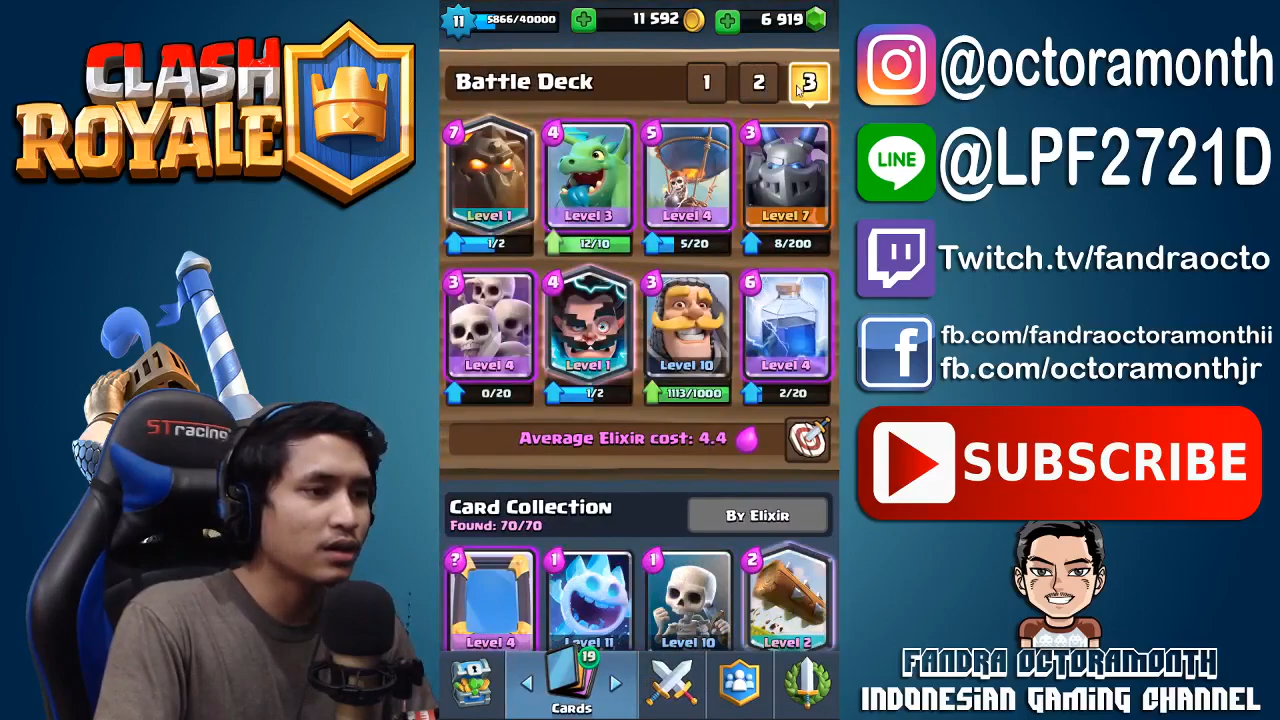 CLASH
ROYALE
STracing
11
5866/40000
11 592
6 919
Battle Deck
1
2
3
7
4
5
3
Level 1
Level 3
Level 4
Level 7
1/2
12/10
5/20
8/200
3
4
3
6
Level 4
Level 1
Level 10
Level 4
0/20
1/2
1113/1000
2/20
Average Elixir cost: 4.4
Card Collection
Found: 70/70
By Elixir
?
1
1
2
Level 4
Level 11
Level 10
Level 2
19
Cards
@octoramonth
LINE
@LPF2721D
Twitch.tv/fandraocto
fb.com/fandraoctoramonthii
fb.com/octoramonthjr
SUBSCRIBE
FANDRA OCTORAMONTH
INDONESIAN GAMING CHANNEL